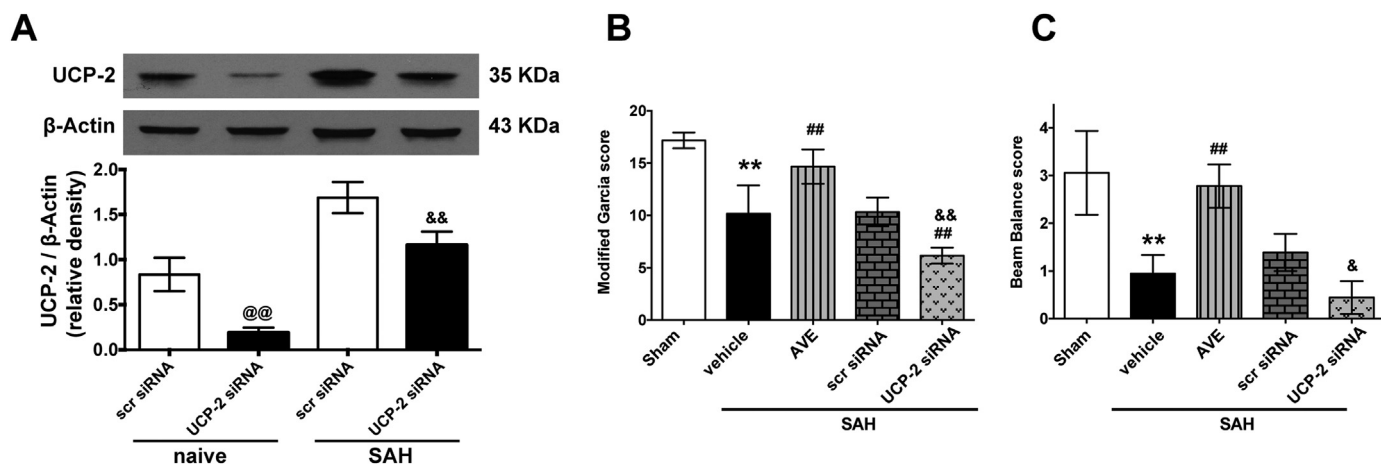 A
UCP-2
35 KDa
β-Actin
43 KDa
UCP-2 / β-Actin
(relative density)
2.0
1.5
1.0
0.5
0.0
@@
&&
scr siRNA
UCP-2 siRNA
scr siRNA
UCP-2 siRNA
naive
SAH
B
Modified Garcia score
20
15
10
5
0
**
##
&&
##
Sham
vehicle
AVE
scr siRNA
UCP-2 siRNA
SAH
C
Beam Balance score
4
3
2
1
0
**
##
&
Sham
vehicle
AVE
scr siRNA
UCP-2 siRNA
SAH